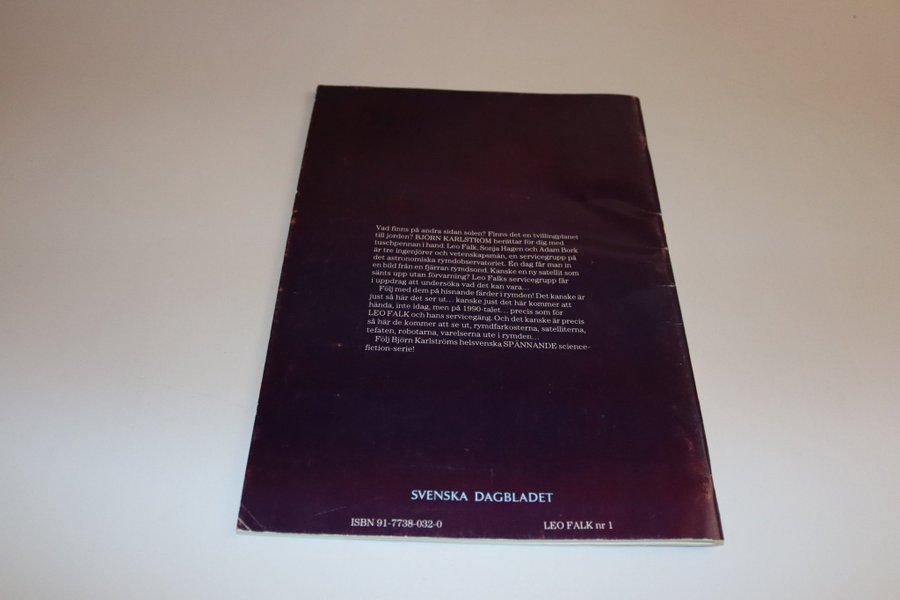 Vad finns på andra sidan solen? Finns det en tvillingplanet
till jorden? BJÖRN KARLSTRÖM berättar för dig med
tuschpennan i hand. Leo Falk, Sonja Hagen och Adam Bork
är tre ingenjörer och vetenskapsmän, en servicegrupp på
det astronomiska rymdobservatoriet. En dag får man in
en bild från en fjärran rymdsond. Kanske en ny satellit som
sänts upp utan förvarning? Leo Falks servicegrupp får
i uppdrag att undersöka vad det kan vara...
Följ med dem på hisnande färder i rymden! Det kanske är
just så här det ser ut... kanske just det här kommer att
hända, inte idag, men på 1990-talet... precis som för
LEO FALK och hans servicegäng. Och det kanske är precis
så här de kommer att se ut, rymdfarkosterna, satelliterna,
tefaten, robotarna, varelserna ute i rymden...
Följ Björn Karlströms helsvenska SPÄNNANDE science-
fiction-serie!
SVENSKA DAGBLADET
ISBN 91-7738-032-0
LEO FALK nr 1